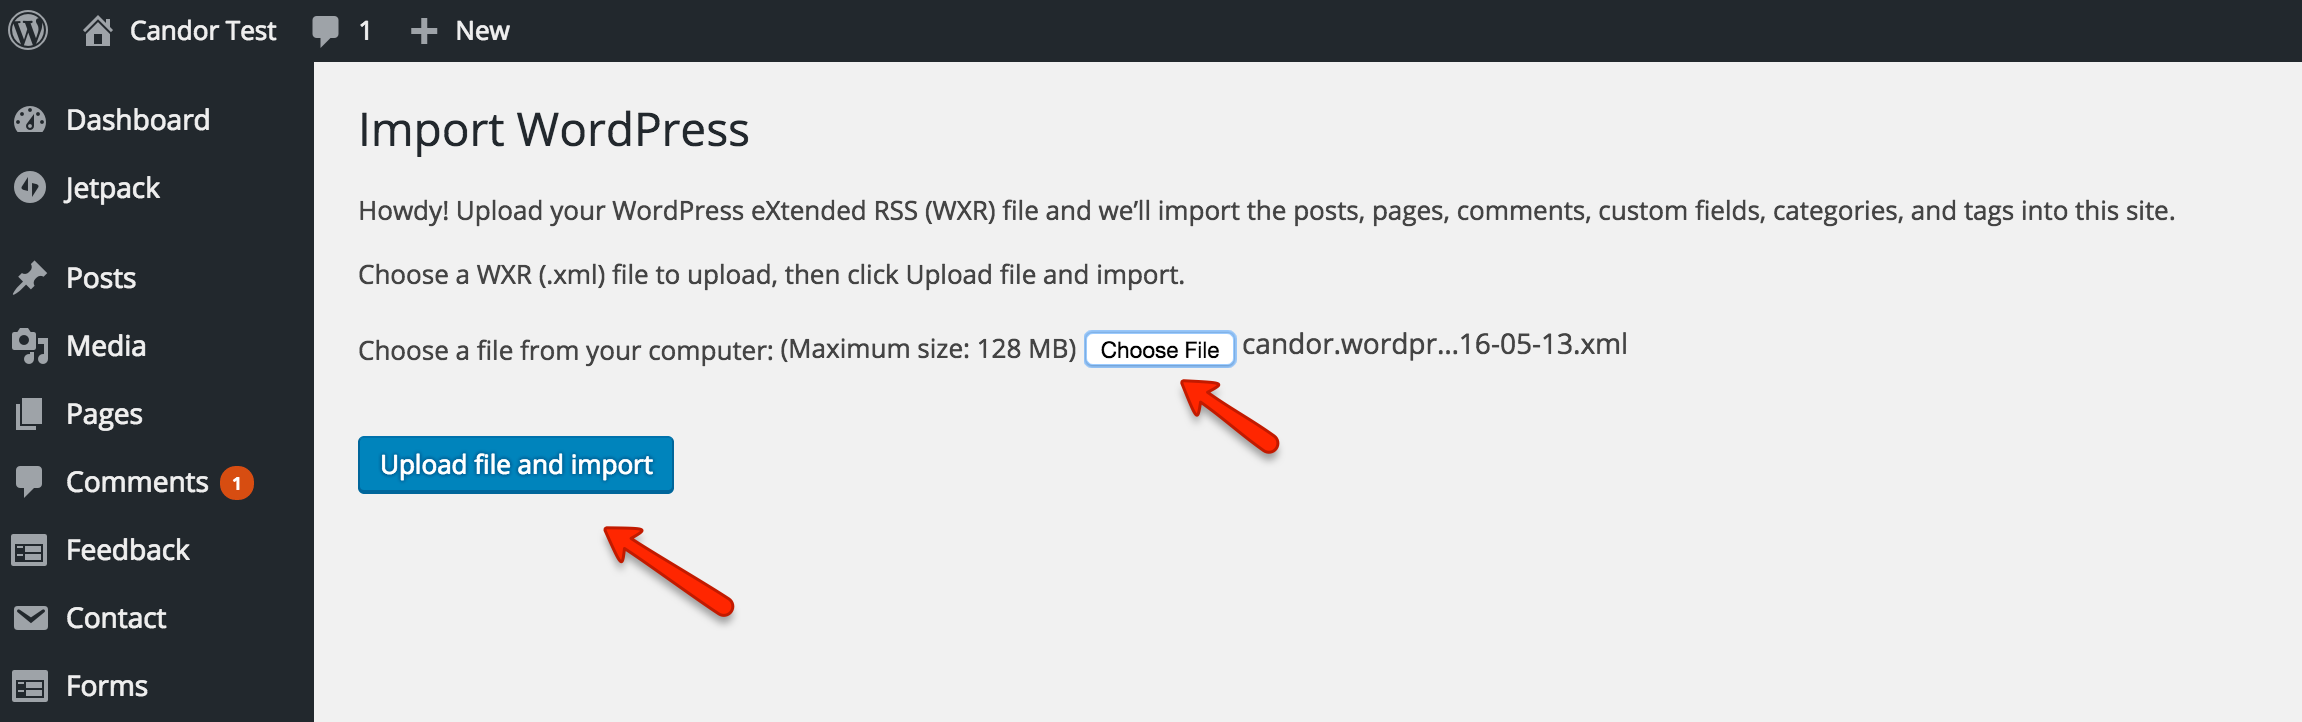 Candor Test 1 New
Dashboard
Jetpack
Posts
Media
Pages
Comments 1
Feedback
Contact
Forms
Import WordPress
Howdy! Upload your WordPress eXtended RSS (WXR) file and we’ll import the posts, pages, comments, custom fields, categories, and tags into this site.
Choose a WXR (.xml) file to upload, then click Upload file and import.
Choose a file from your computer: (Maximum size: 128 MB) Choose File candor.wordpr...16-05-13.xml
Upload file and import